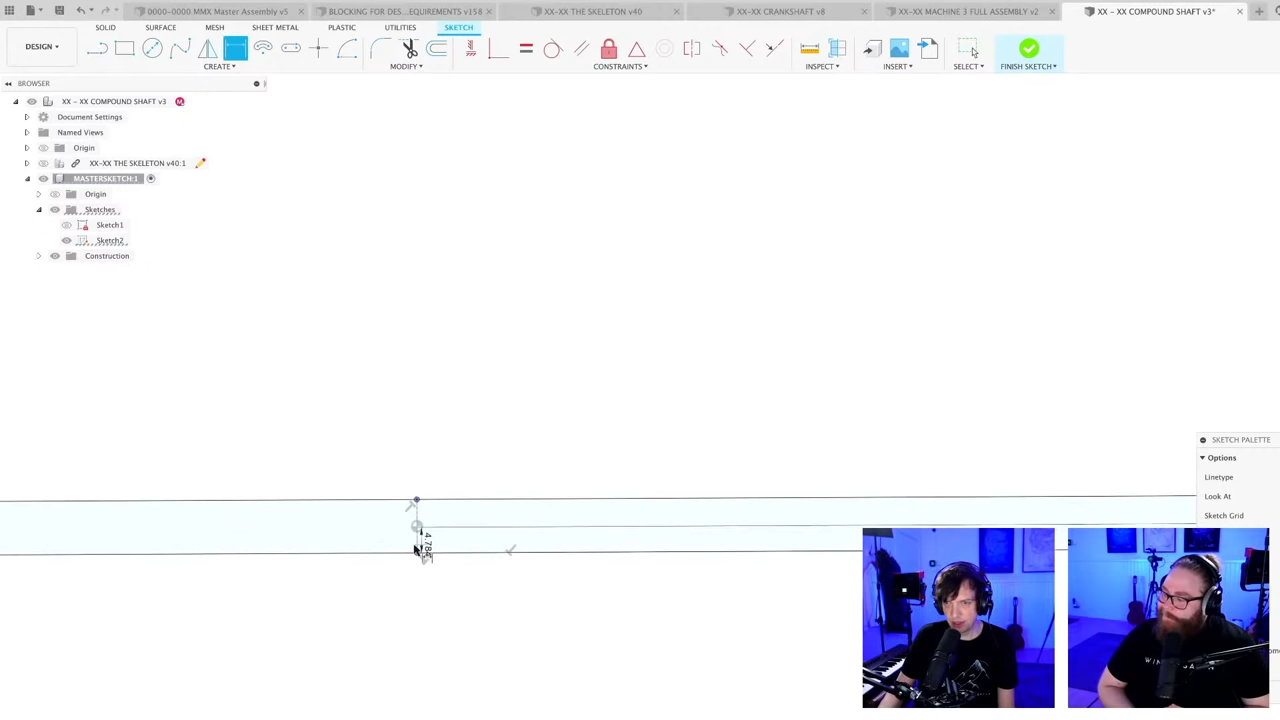 0000-0000 MMX Master Assembly v5
BLOCKING FOR DES...EQUIREMENTS v158
XX-XX THE SKELETON v40
XX-XX CRANKSHAFT v8
XX-XX MACHINE 3 FULL ASSEMBLY v2
XX - XX COMPOUND SHAFT v3*
DESIGN
SOLID
SURFACE
MESH
SHEET METAL
PLASTIC
UTILITIES
SKETCH
CREATE
MODIFY
CONSTRAINTS
INSPECT
INSERT
SELECT
FINISH SKETCH
BROWSER
XX - XX COMPOUND SHAFT v3
M
Document Settings
Named Views
Origin
XX-XX THE SKELETON v40:1
MASTERSKETCH:1
Origin
Sketches
Sketch1
Sketch2
Construction
SKETCH PALETTE
Options
Linetype
Look At
Sketch Grid